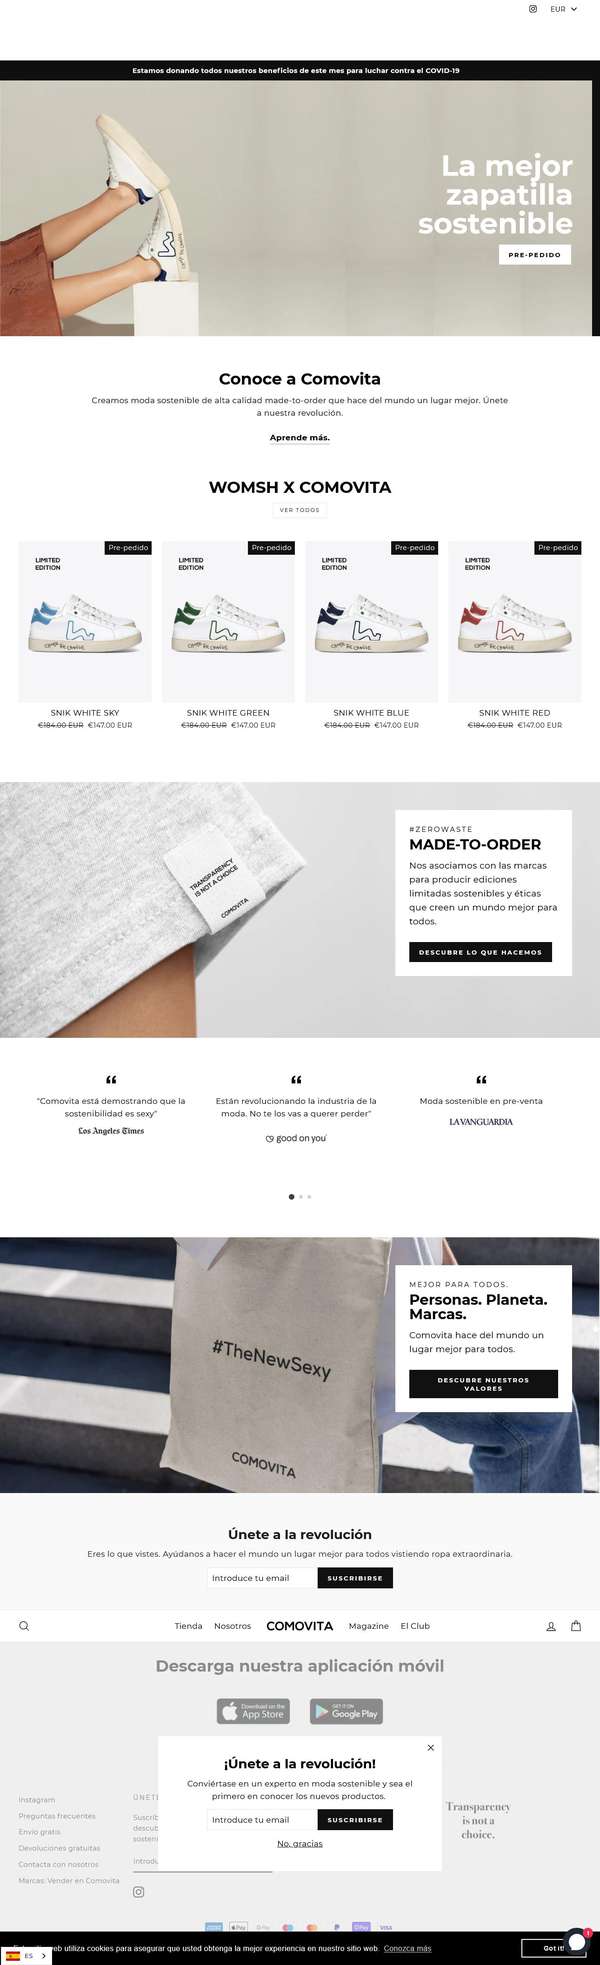 EUR
Estamos donando todos nuestros beneficios de este mes para luchar contra el COVID-19
La mejor
zapatilla
sostenible
PRE-PEDIDO
Conoce a Comovita
Creamos moda sostenible de alta calidad made-to-order que hace del mundo un lugar mejor. Únete
a nuestra revolución.
Aprende más.
WOMSH X COMOVITA
VER TODOS
Pre-pedido
LIMITED
EDITION
SNIK WHITE SKY
€184.00 EUR €147.00 EUR
Pre-pedido
LIMITED
EDITION
SNIK WHITE GREEN
€184.00 EUR €147.00 EUR
Pre-pedido
LIMITED
EDITION
SNIK WHITE BLUE
€184.00 EUR €147.00 EUR
Pre-pedido
LIMITED
EDITION
SNIK WHITE RED
€184.00 EUR €147.00 EUR
TRANSPARENCY
IS NOT A CHOICE
COMOVITA
#ZEROWASTE
MADE-TO-ORDER
Nos asociamos con las marcas
para producir ediciones
limitadas sostenibles y éticas
que creen un mundo mejor para
todos.
DESCUBRE LO QUE HACEMOS
"Comovita está demostrando que la
sostenibilidad es sexy"
Los Angeles Times
Están revolucionando la industria de la
moda. No te los vas a querer perder"
good on you
Moda sostenible en pre-venta
LA VANGUARDIA
#TheNewSexy
COMOVITA
MEJOR PARA TODOS.
Personas. Planeta.
Marcas.
Comovita hace del mundo un
lugar mejor para todos.
DESCUBRE NUESTROS
VALORES
Únete a la revolución
Eres lo que vistes. Ayúdanos a hacer el mundo un lugar mejor para todos vistiendo ropa extraordinaria.
Introduce tu email SUSCRIBIRSE
Tienda Nosotros COMOVITA Magazine El Club
Descarga nuestra aplicación móvil
Download on the
App Store
GET IT ON
Google Play
¡Únete a la revolución!
Conviértase en un experto en moda sostenible y sea el
primero en conocer los nuevos productos.
Introduce tu email SUSCRIBIRSE
No, gracias
Instagram
Preguntas frecuentes
Envío gratis
Devoluciones gratuitas
Contacta con nosotros
Marcas: Vender en Comovita
Transparency
is not a
choice.
web utiliza cookies para asegurar que usted obtenga la mejor experiencia en nuestro sitio web. Conozca más
Got it!
1
ES